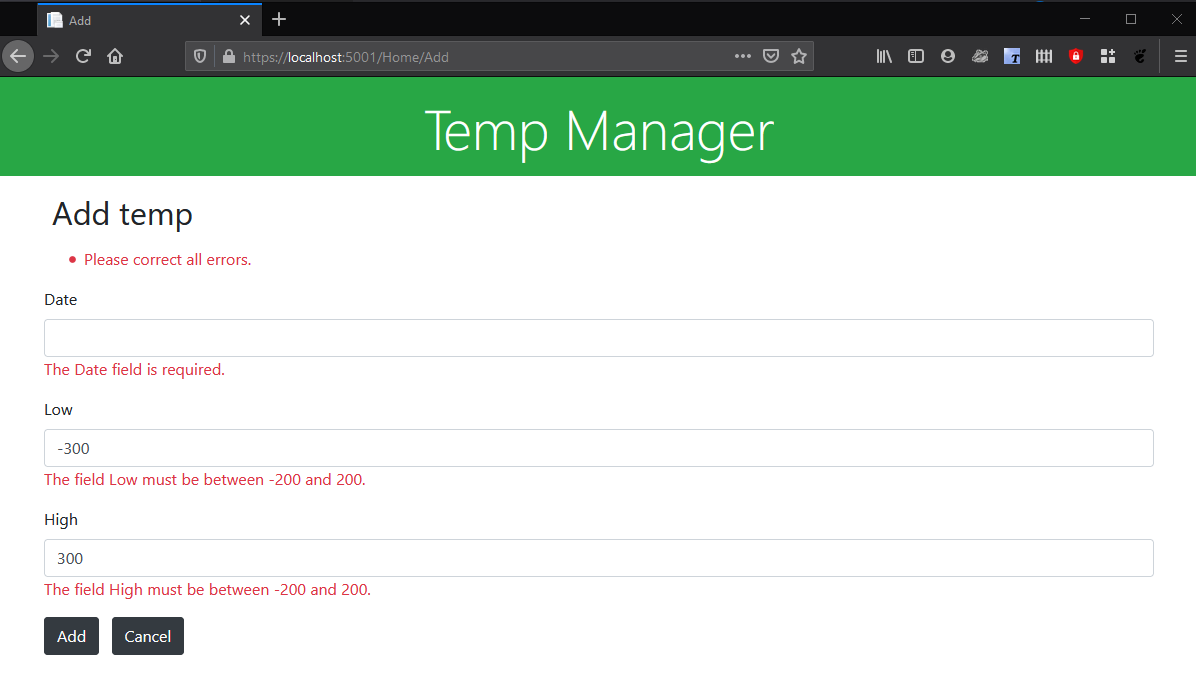 Add
https://localhost:5001/Home/Add
Temp Manager
Add temp
Please correct all errors.
Date
The Date field is required.
Low
-300
The field Low must be between -200 and 200.
High
300
The field High must be between -200 and 200.
Add Cancel